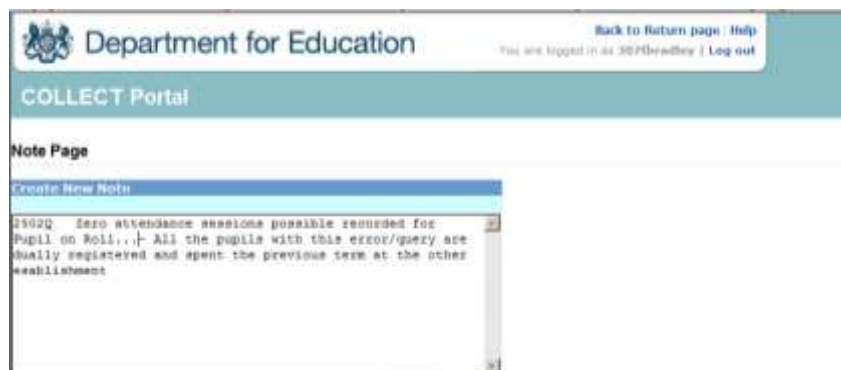 Department for Education
Back to Return page | Help
You are logged in as | Log out
COLLECT Portal
Note Page
Create New Note
2502Q Zero attendance sessions possible recorded for
Pupil on Roll...- All the pupils with this error/query are
dually registered and spent the previous term at the other
esablishment